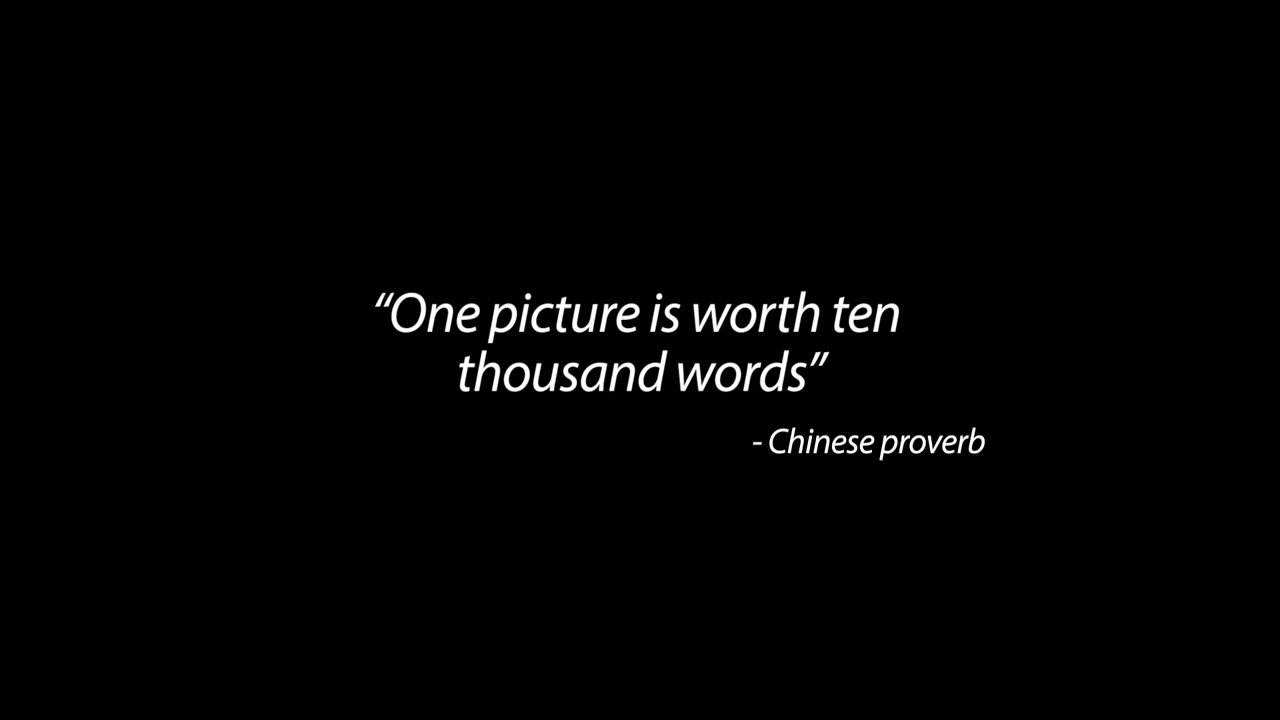 “One picture is worth ten
thousand words”
- Chinese proverb